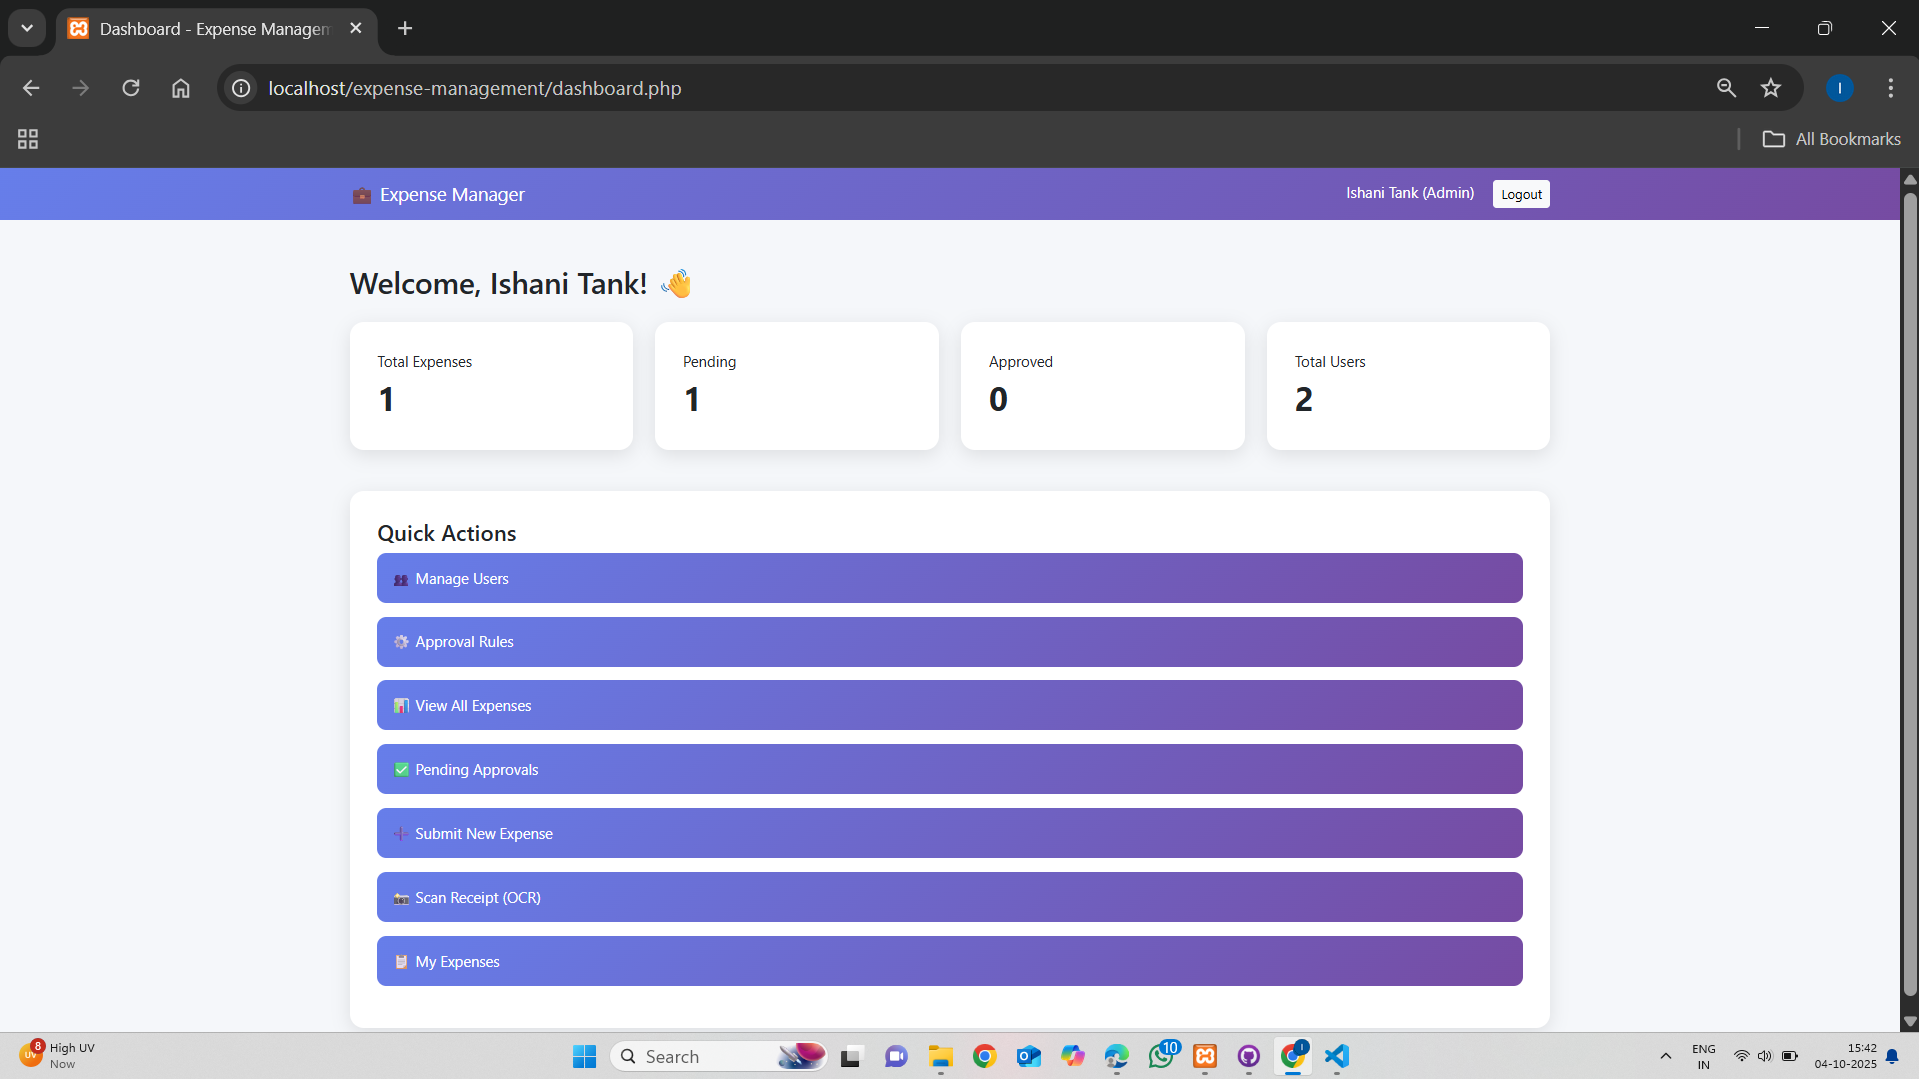 Dashboard - Expense Managem
localhost/expense-management/dashboard.php
I
All Bookmarks
Expense Manager
Ishani Tank (Admin)
Logout
Welcome, Ishani Tank!
Total Expenses
1
Pending
1
Approved
0
Total Users
2
Quick Actions
Manage Users
Approval Rules
View All Expenses
Pending Approvals
Submit New Expense
Scan Receipt (OCR)
My Expenses
UV
8
High UV
Now
Search
10
I
ENG
IN
15:42
04-10-2025